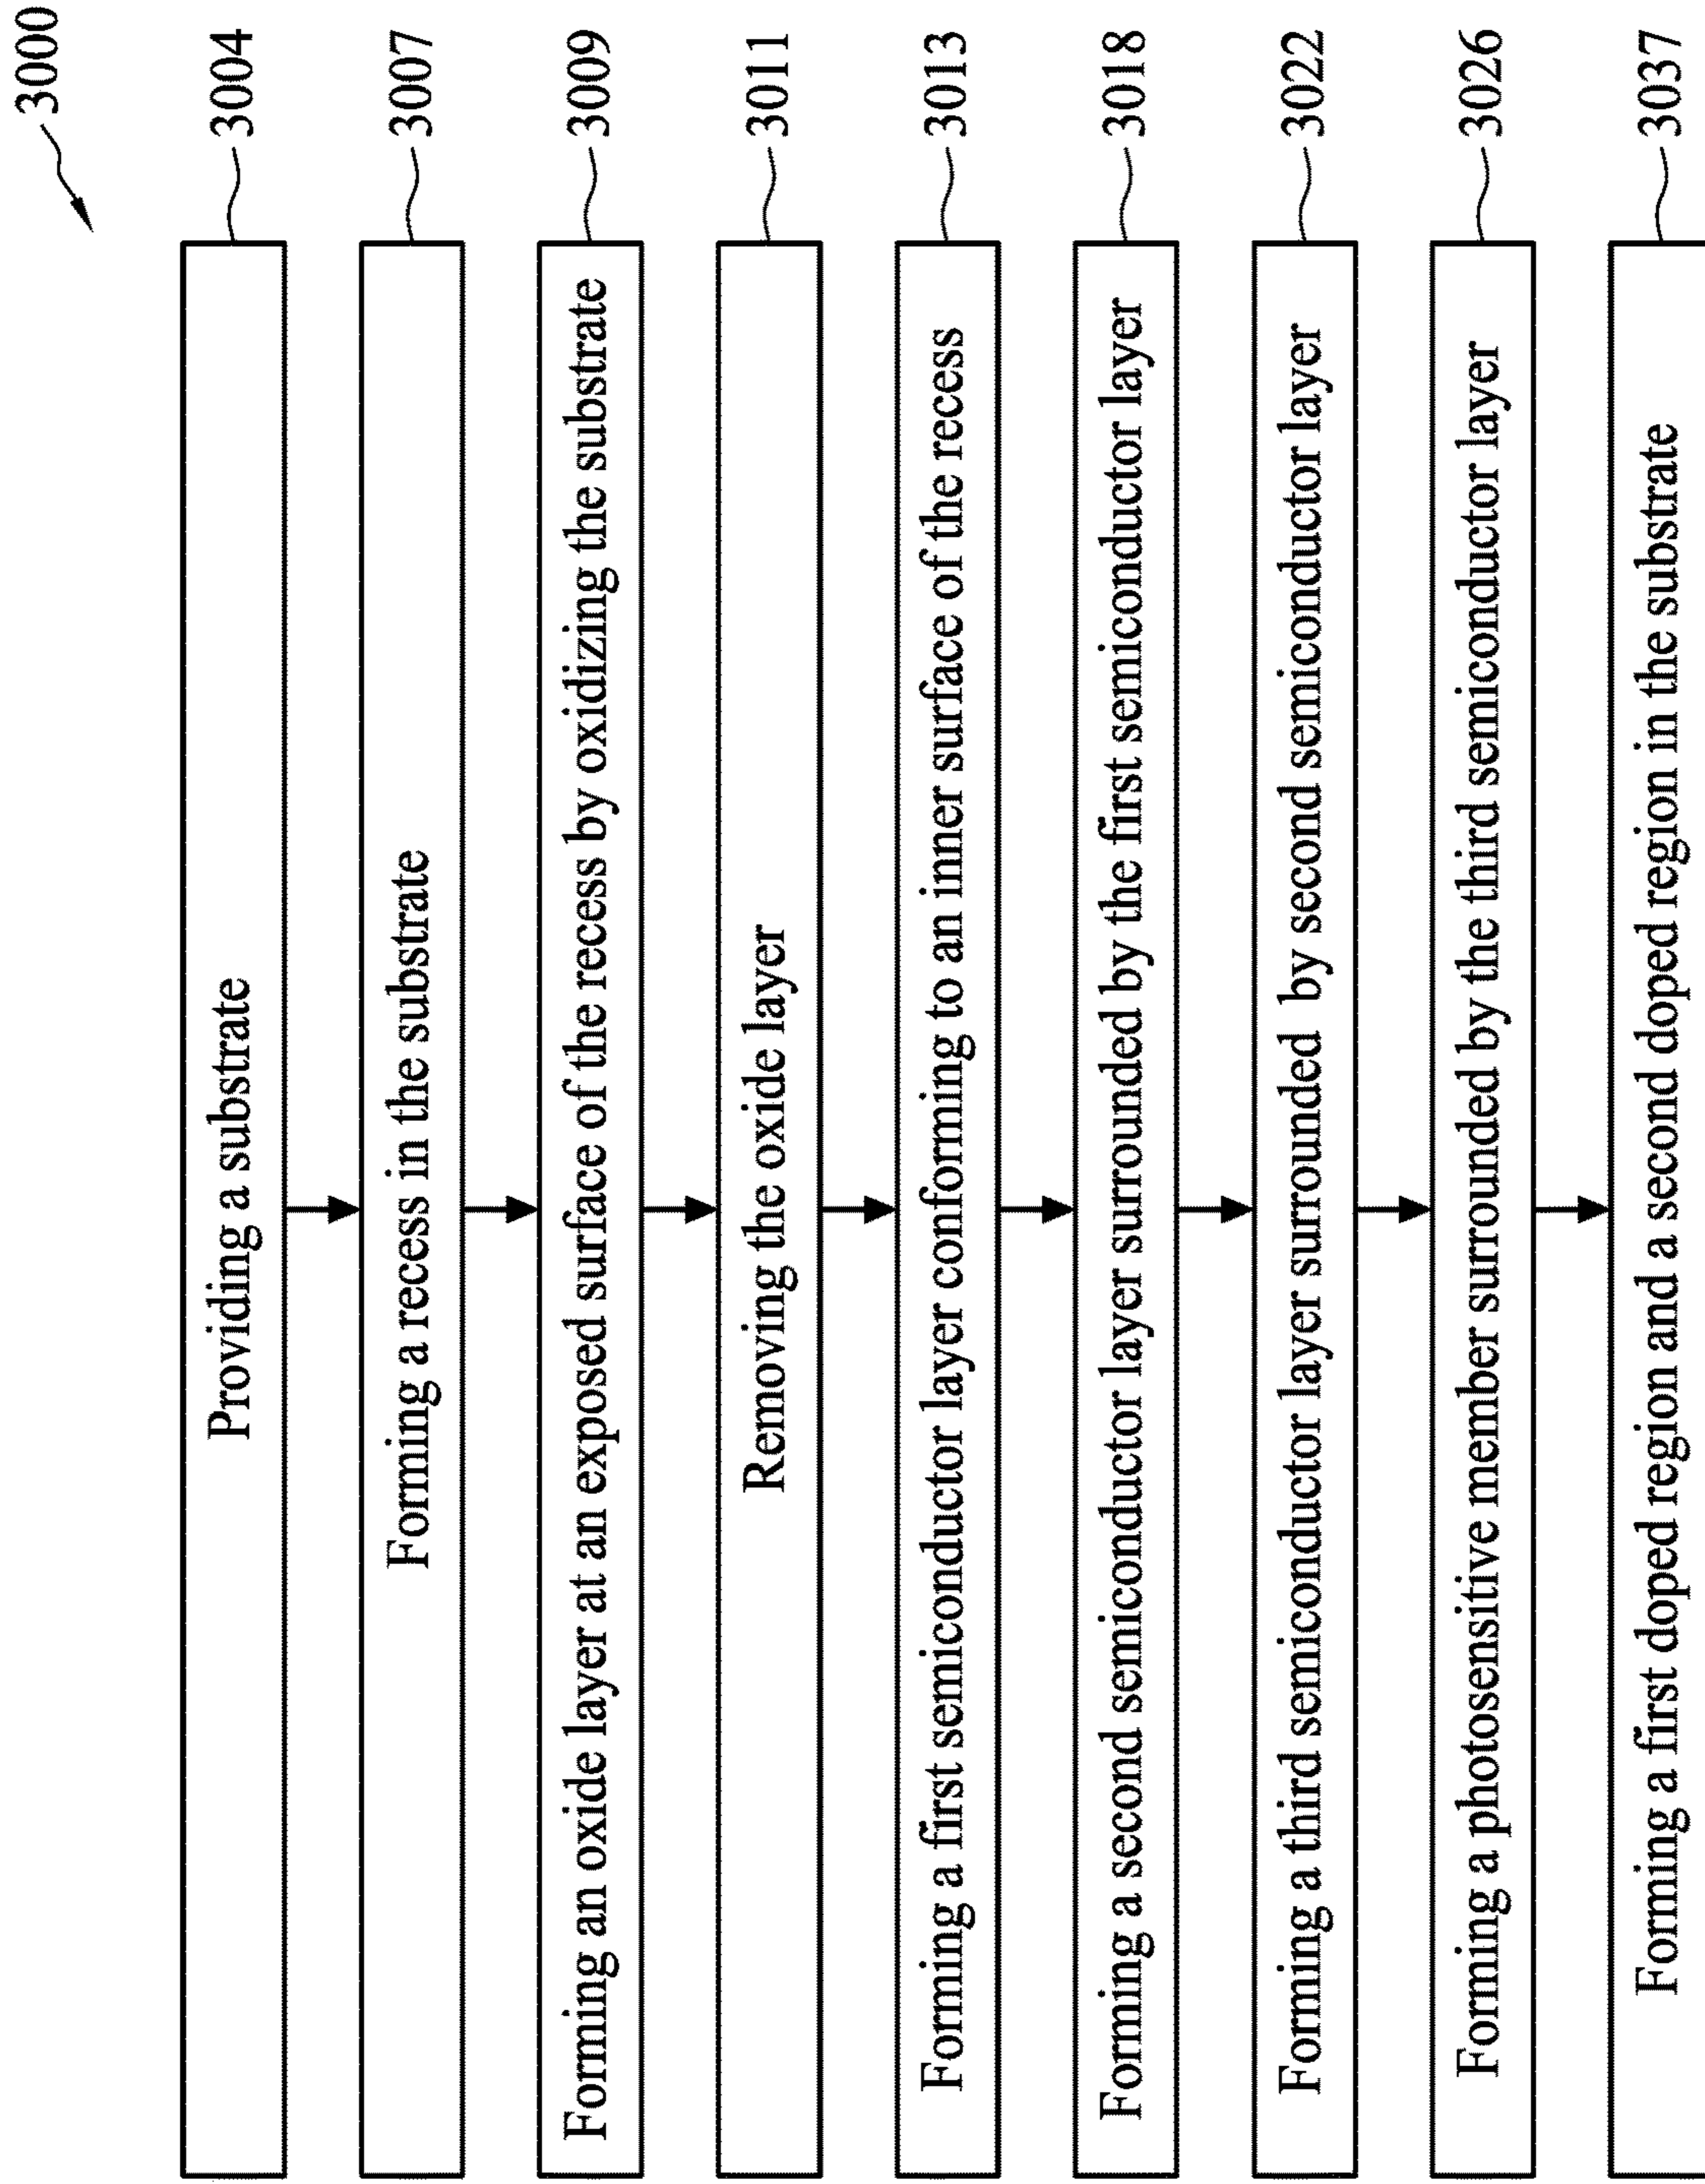 3000
Providing a substrate 3004
Forming a recess in the substrate 3007
Forming an oxide layer at an exposed surface of the recess by oxidizing the substrate 3009
Removing the oxide layer 3011
Forming a first semiconductor layer conforming to an inner surface of the recess 3013
Forming a second semiconductor layer surrounded by the first semiconductor layer 3018
Forming a third semiconductor layer surrounded by second semiconductor layer 3022
Forming a photosensitive member surrounded by the third semiconductor layer 3026
Forming a first doped region and a second doped region in the substrate 3037